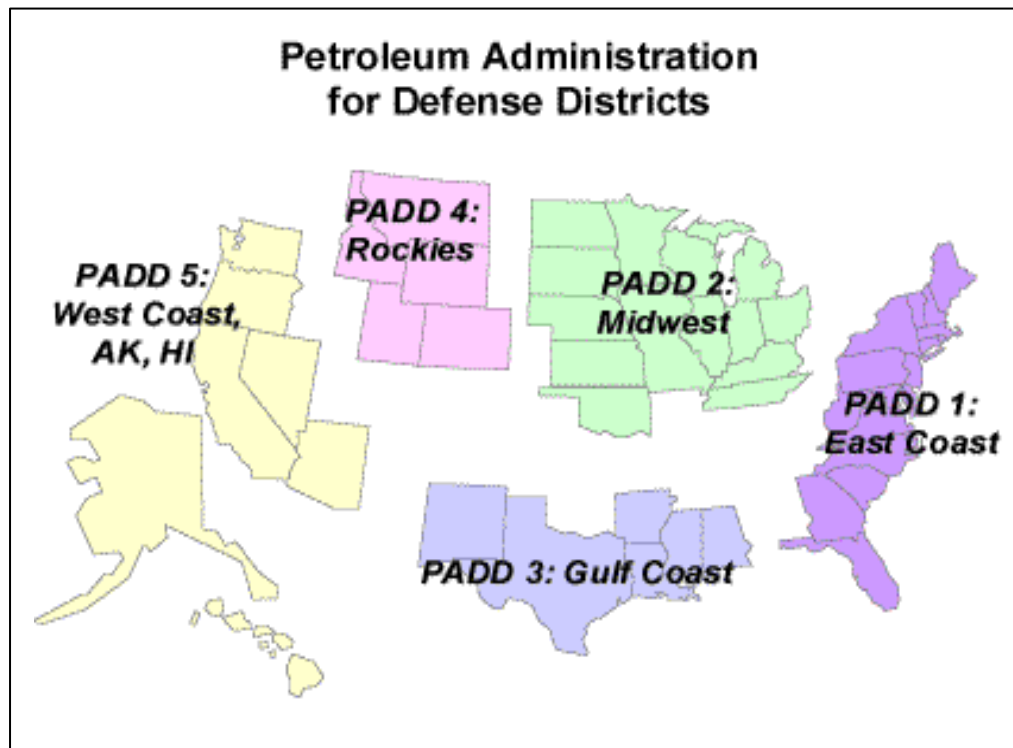 Petroleum Administration
for Defense Districts
PADD 4:
Rockies
PADD 5:
West Coast,
AK, HI
PADD 2:
Midwest
PADD 1:
East Coast
PADD 3: Gulf Coast